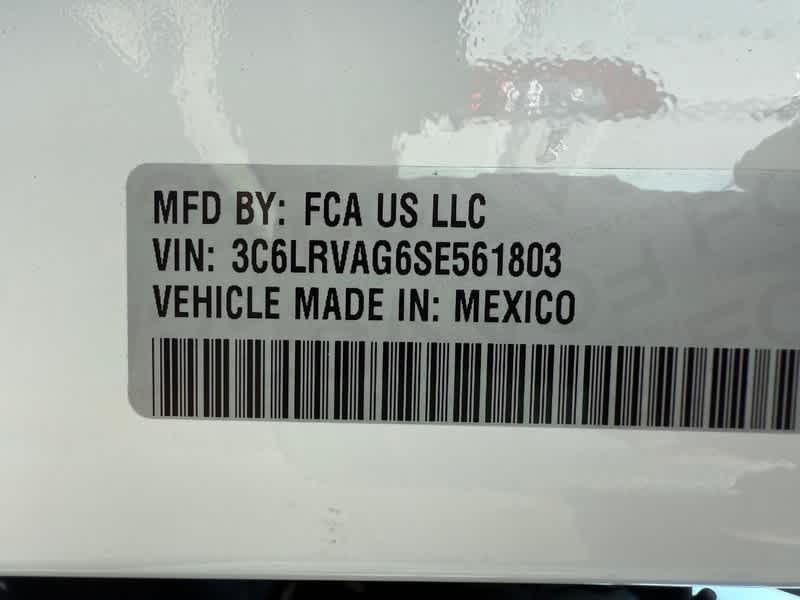 MFD BY: FCA US LLC
VIN: 3C6LRVAG6SE561803
VEHICLE MADE IN: MEXICO